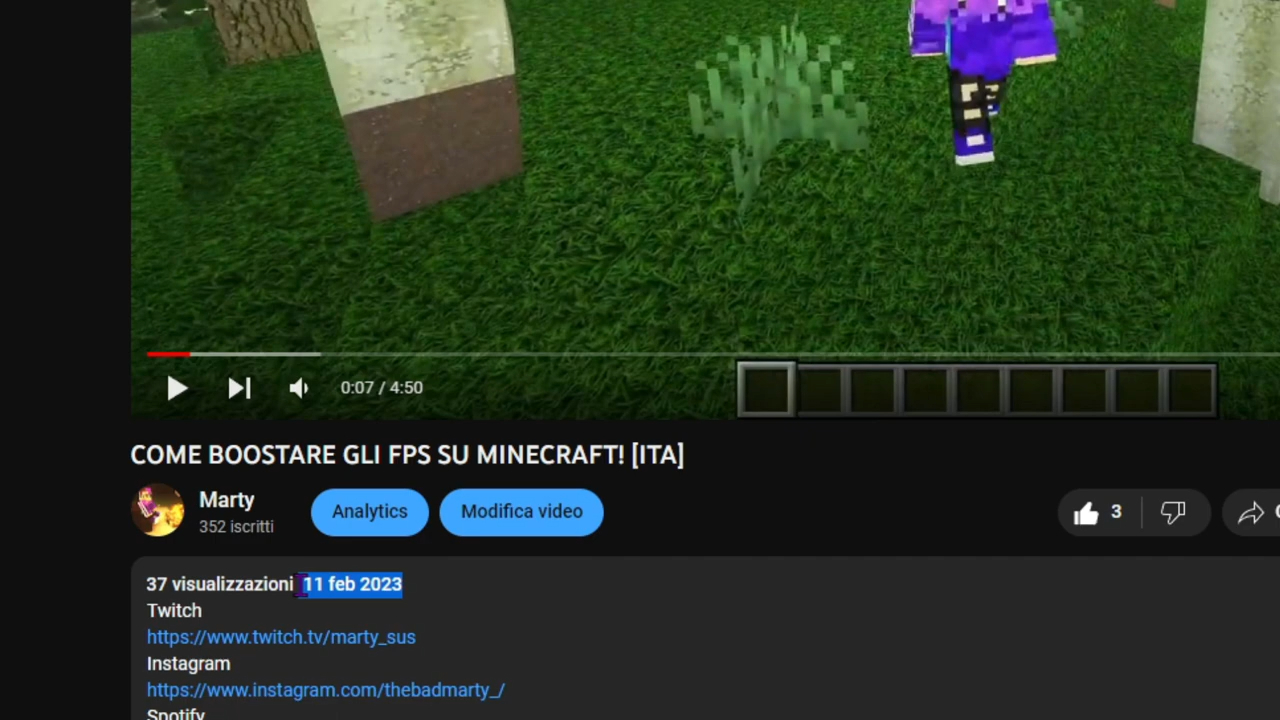 0:07 / 4:50
COME BOOSTARE GLI FPS SU MINECRAFT! [ITA]
Marty
352 iscritti
Analytics
Modifica video
3
37 visualizzazioni 11 feb 2023
Twitch
https://www.twitch.tv/marty_sus
Instagram
https://www.instagram.com/thebadmarty_/
Spotify